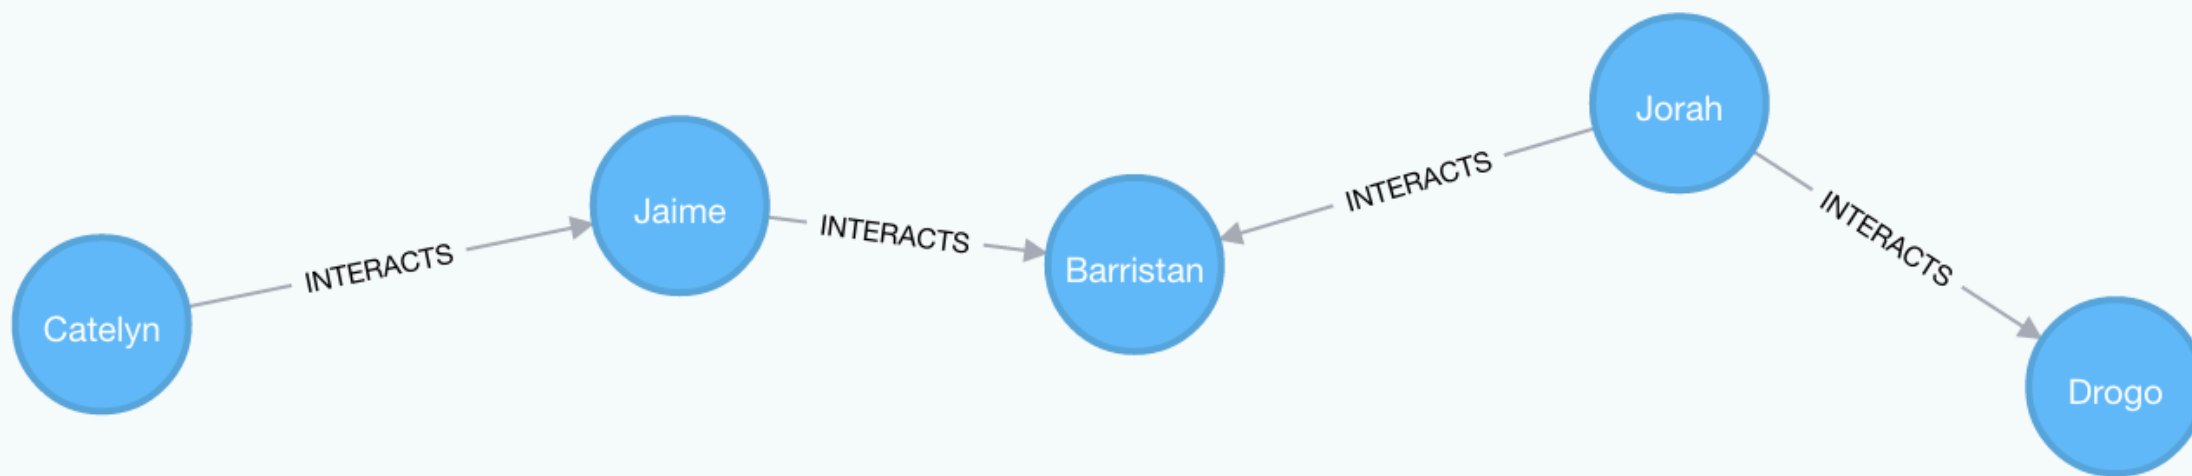 Catelyn
INTERACTS
Jaime
INTERACTS
Barristan
INTERACTS
Jorah
INTERACTS
Drogo